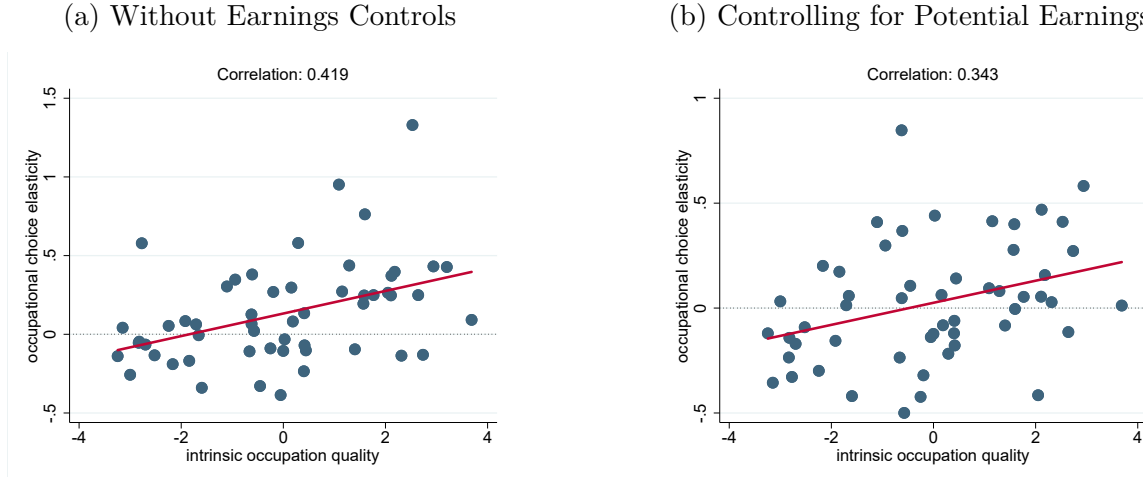 (a) Without Earnings Controls
Correlation: 0.419
occupational choice elasticity
1.5
1
.5
0
-.5
-4
-2
0
2
4
intrinsic occupation quality
(b) Controlling for Potential Earnings
Correlation: 0.343
occupational choice elasticity
1
.5
0
-.5
-4
-2
0
2
4
intrinsic occupation quality